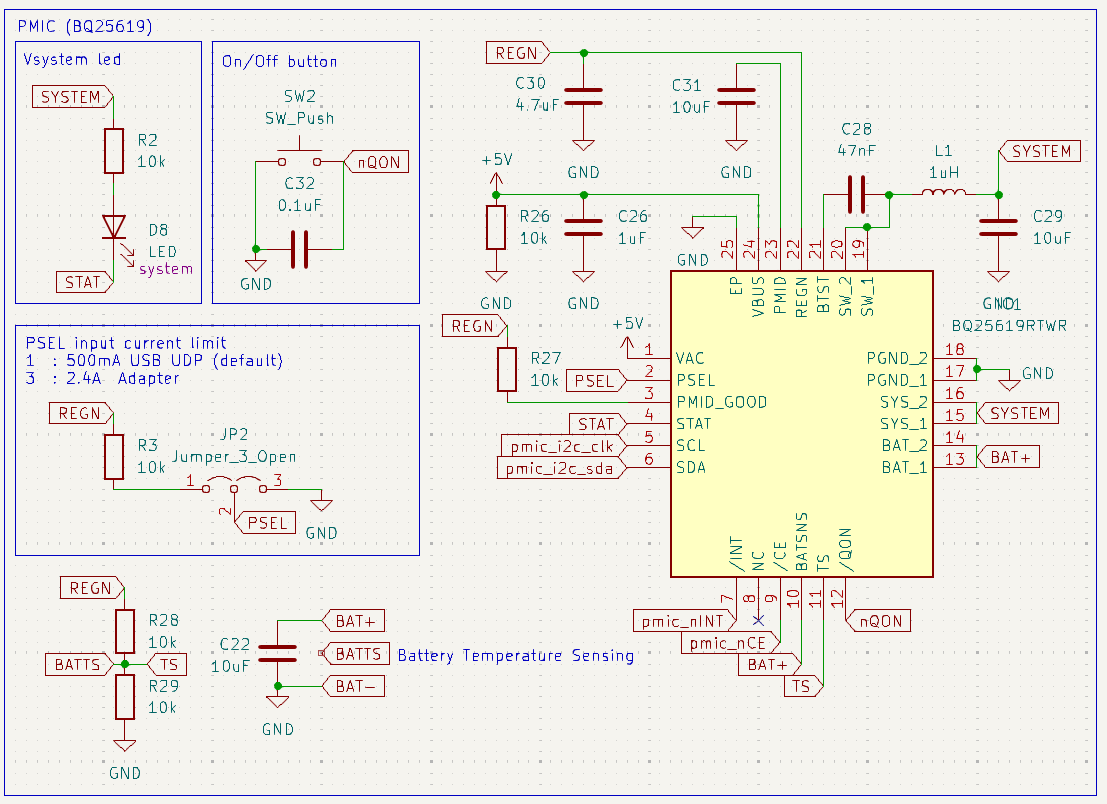 PMIC (BQ25619)
Vsystem led
SYSTEM
R2
10k
D8
LED
system
STAT
On/Off button
SW2
SW_Push
nQON
C32
0.1uF
GND
PSEL input current limit
1 : 500mA USB UDP (default)
3 : 2.4A Adapter
REGN
R3
10k
JP2
Jumper_3_Open
1
3
2
PSEL
GND
REGN
R28
10k
BATTS
TS
R29
10k
GND
C22
10uF
BAT+
BATTS
Battery Temperature Sensing
BAT-
GND
REGN
C30
4.7uF
GND
C31
10uF
GND
+5V
R26
10k
GND
C26
1uF
GND
GND
C28
47nF
L1
1uH
SYSTEM
C29
10uF
GND
BQ25619RTWR
25
24
23
22
21
20
19
EP
VBUS
PMID
REGN
BTST
SW_2
SW_1
REGN
R27
10k
+5V
PSEL
STAT
pmic_i2c_clk
pmic_i2c_sda
1 VAC
2 PSEL
3 PMID_GOOD
4 STAT
5 SCL
6 SDA
PGND_2 18
PGND_1 17
SYS_2 16
SYS_1 15
BAT_2 14
BAT_1 13
GND
SYSTEM
BAT+
/INT
NC
/CE
BATSNS
TS
/QON
7
8
9
10
11
12
pmic_nINT
pmic_nCE
BAT+
TS
nQON